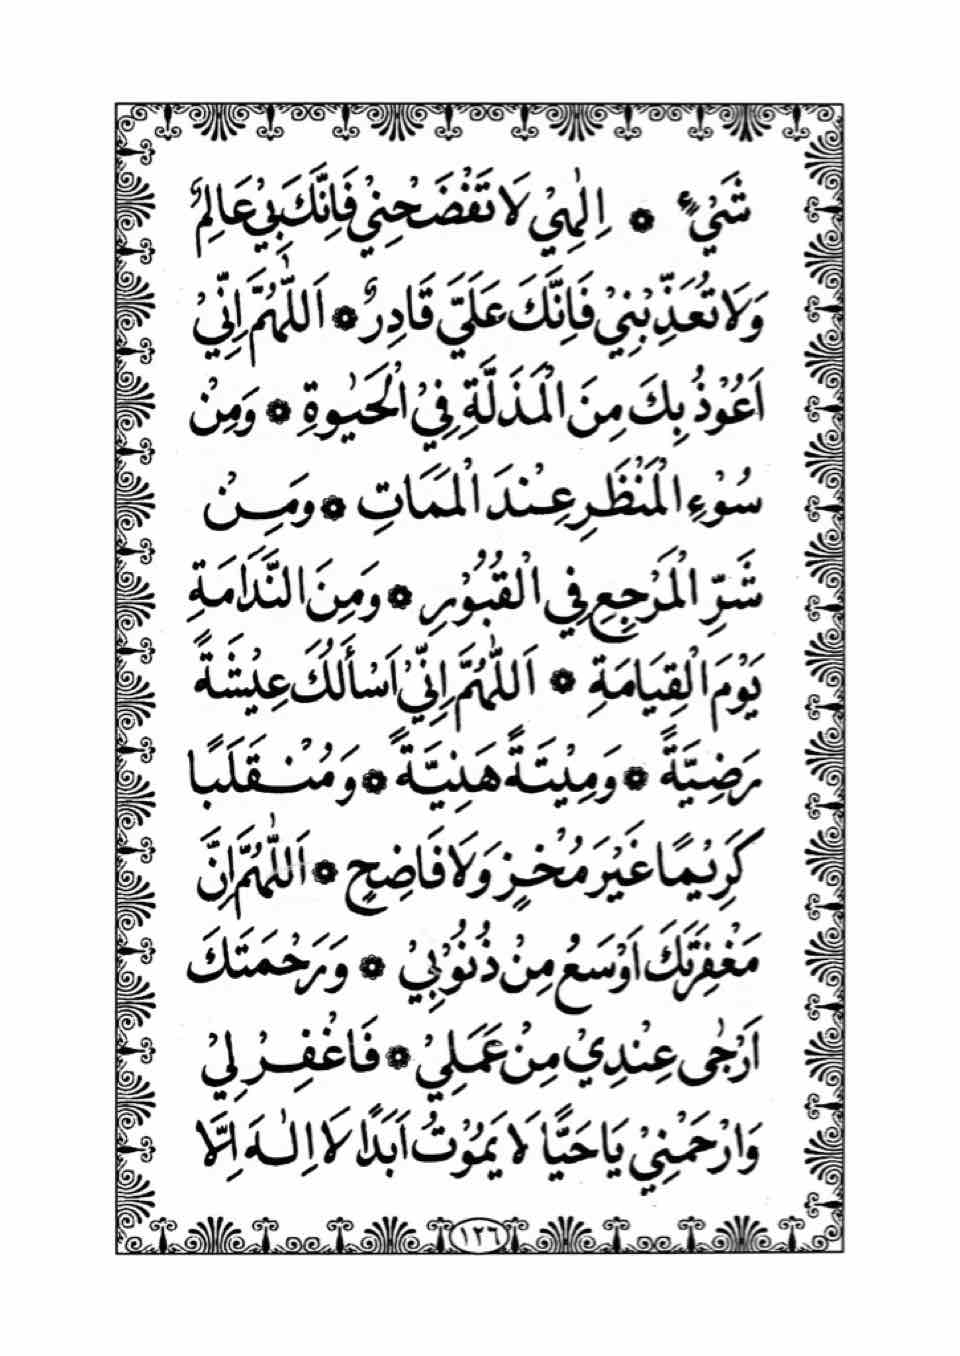 شَيْءٍ ۞ اِلٰهِيْ لَا تَفْضَحْنِيْ فَاِنَّكَ بِيْ عَالِمٌ
وَلَا تُعَذِّبْنِيْ فَاِنَّكَ عَلَيَّ قَادِرٌ ۞ اَللّٰهُمَّ اِنِّيْ
اَعُوْذُ بِكَ مِنَ الْمَذَلَّةِ فِي الْحَيٰوةِ ۞ وَمِنْ
سُوْءِ الْمَنْظَرِ عِنْدَ الْمَمَاتِ ۞ وَمِنْ
شَرِّ الْمَرْجِعِ فِي الْقُبُوْرِ ۞ وَمِنَ النَّدَامَةِ
يَوْمَ الْقِيَامَةِ ۞ اَللّٰهُمَّ اِنِّيْ اَسْأَلُكَ عِيْشَةً
رَضِيَّةً ۞ وَمِيْتَةً هَنِيَّةً ۞ وَمُنْقَلَبًا
كَرِيْمًا غَيْرَ مُخْزٍ وَلَا فَاضِحٍ ۞ اَللّٰهُمَّ اِنَّ
مَغْفِرَتَكَ اَوْسَعُ مِنْ ذُنُوْبِيْ ۞ وَرَحْمَتَكَ
اَرْجٰى عِنْدِيْ مِنْ عَمَلِيْ ۞ فَاغْفِرْ لِيْ
وَارْحَمْنِيْ يَا حَيًّا لَا يَمُوْتُ اَبَدًا لَا اِلٰهَ اِلَّا
١٢٦